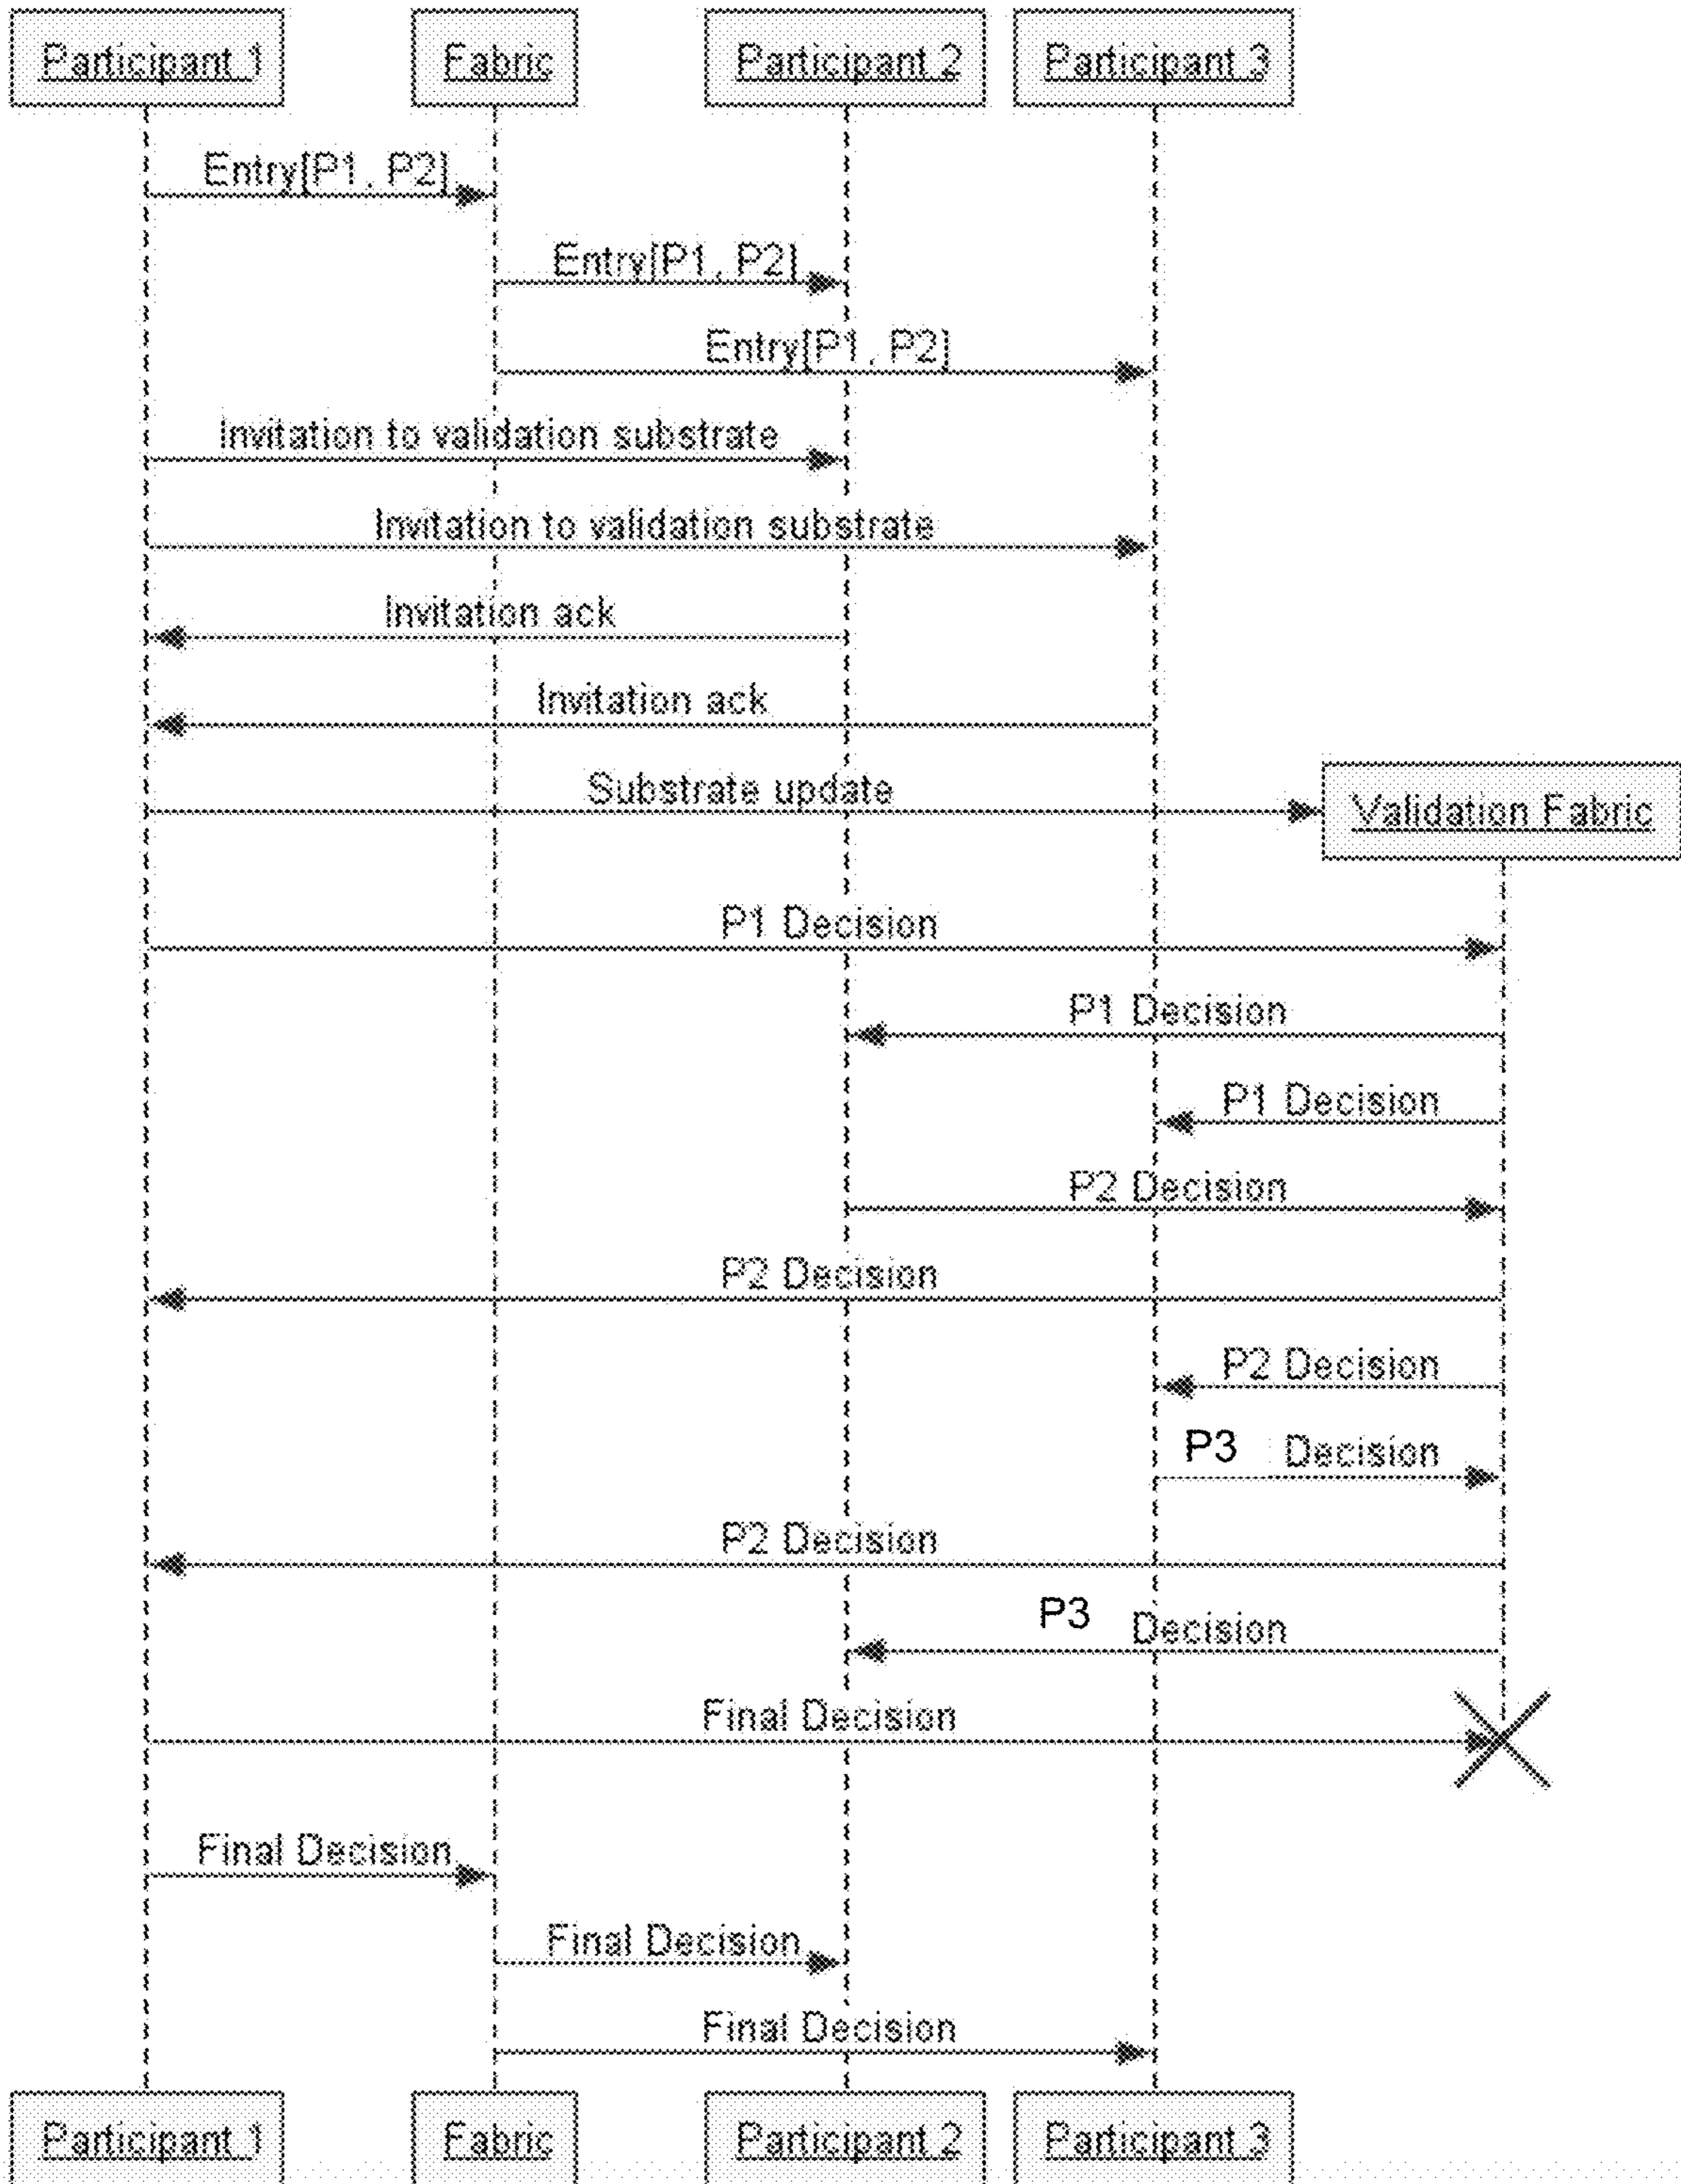 Participant 1 Fabric Participant 2 Participant 3
Entry[P1, P2]
Entry[P1, P2]
Entry[P1, P2]
Invitation to validation substrate
Invitation to validation substrate
Invitation ack
Invitation ack
Substrate update
Validation Fabric
P1 Decision
P1 Decision
P1 Decision
P2 Decision
P2 Decision
P2 Decision
P3 Decision
P2 Decision
P3 Decision
Final Decision
Final Decision
Final Decision
Final Decision
Participant 1 Fabric Participant 2 Participant 3